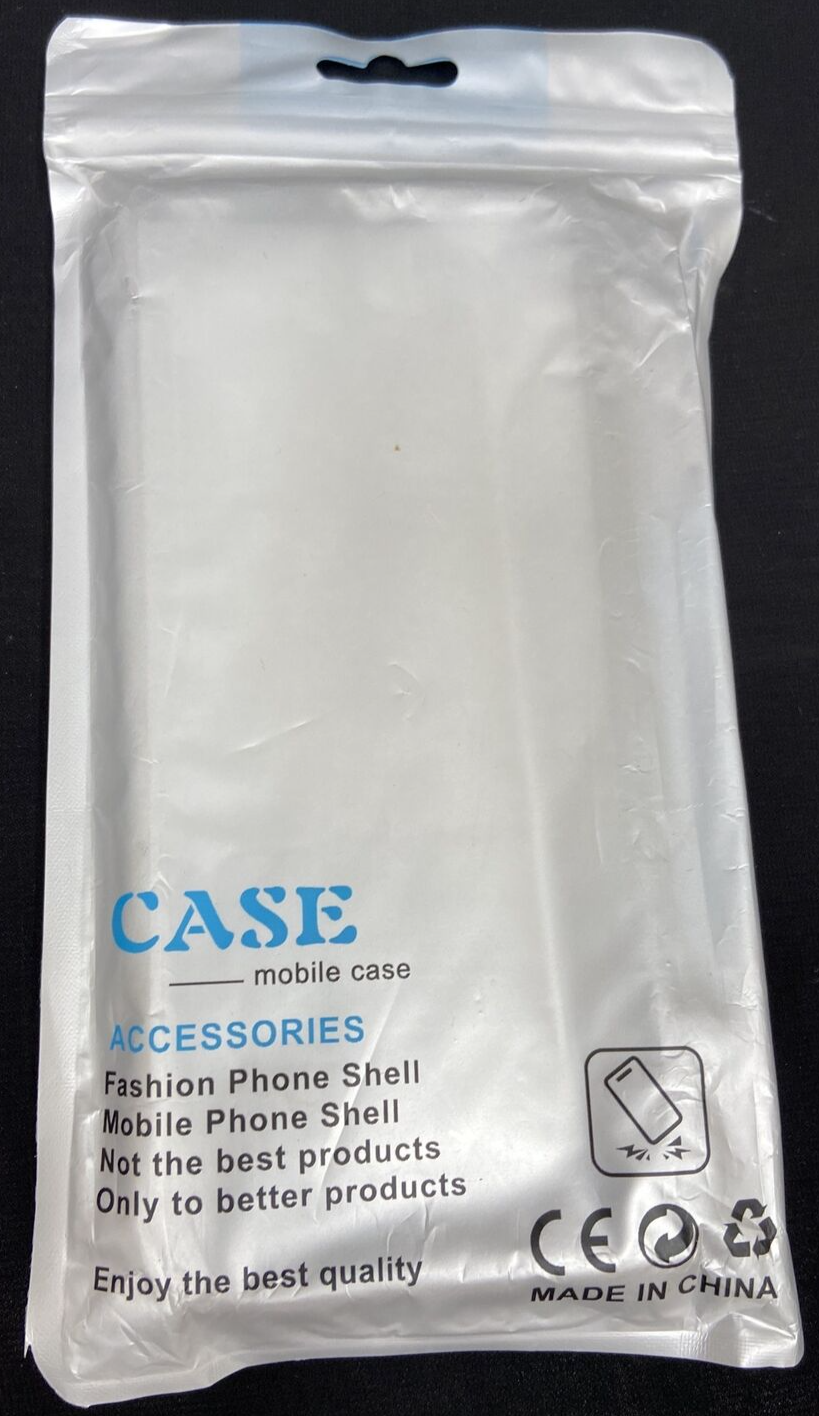 CASE
mobile case
ACCESSORIES
Fashion Phone Shell
Mobile Phone Shell
Not the best products
Only to better products
Enjoy the best quality
CE
MADE IN CHINA